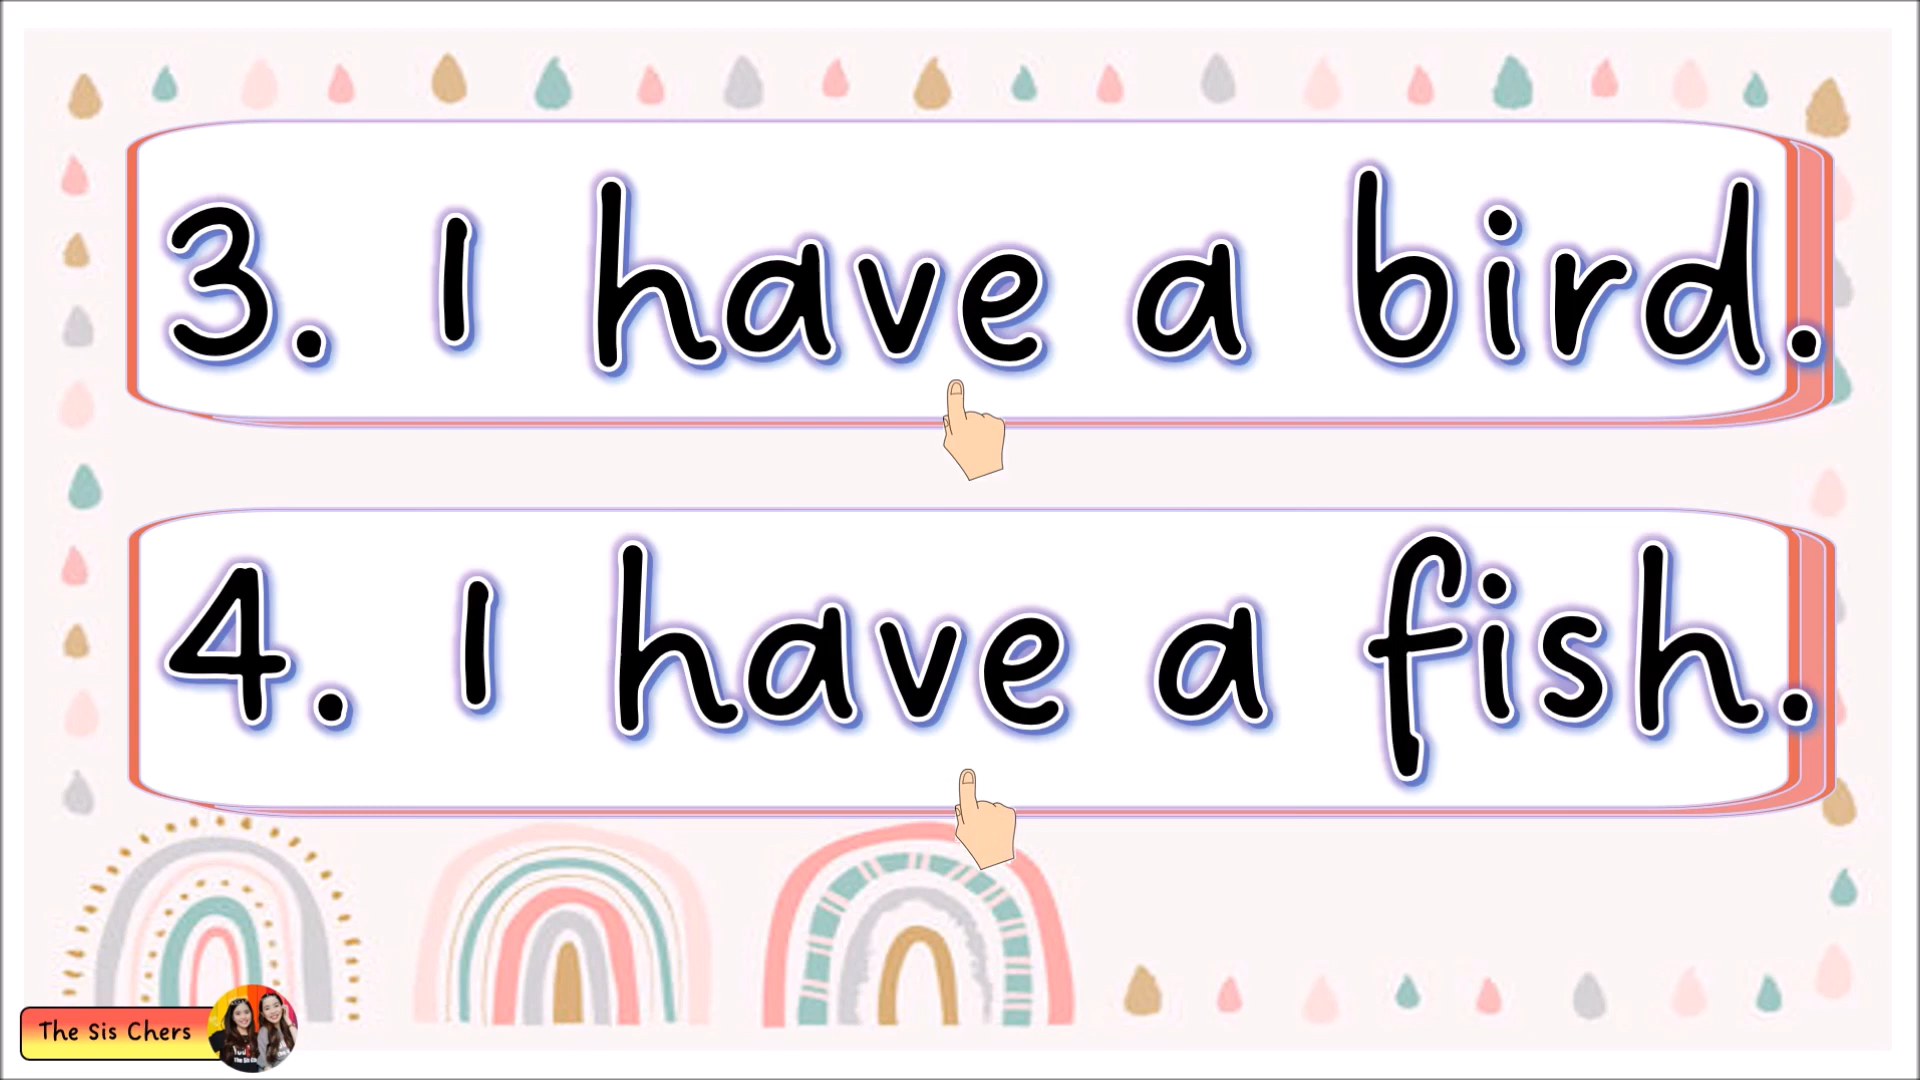 3. I have a bird.
4. I have a fish.
The Sis Chers